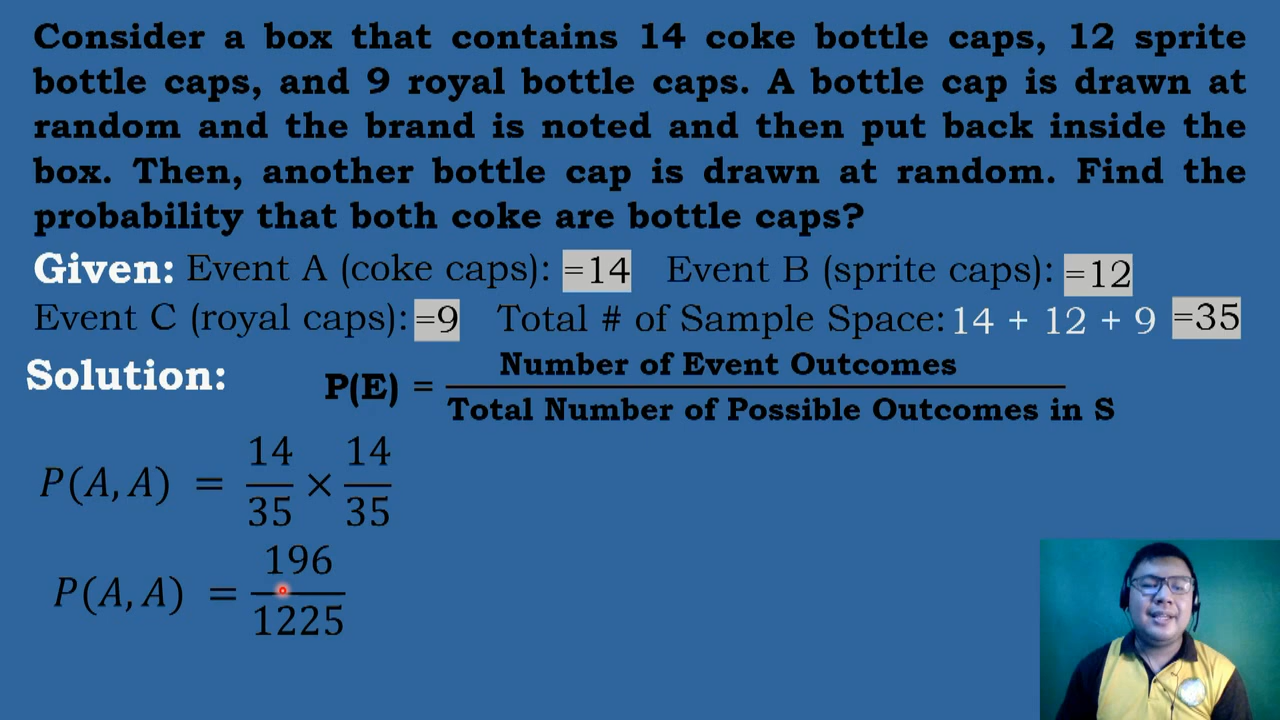 Consider a box that contains 14 coke bottle caps, 12 sprite
bottle caps, and 9 royal bottle caps. A bottle cap is drawn at
random and the brand is noted and then put back inside the
box. Then, another bottle cap is drawn at random. Find the
probability that both coke are bottle caps?
Given: Event A (coke caps): =14 Event B (sprite caps): =12
Event C (royal caps): =9 Total # of Sample Space: 14 + 12 + 9 =35
Solution: P(E) = Number of Event Outcomes / Total Number of Possible Outcomes in S
P(A, A) = 14/35 × 14/35
P(A, A) = 196/1225